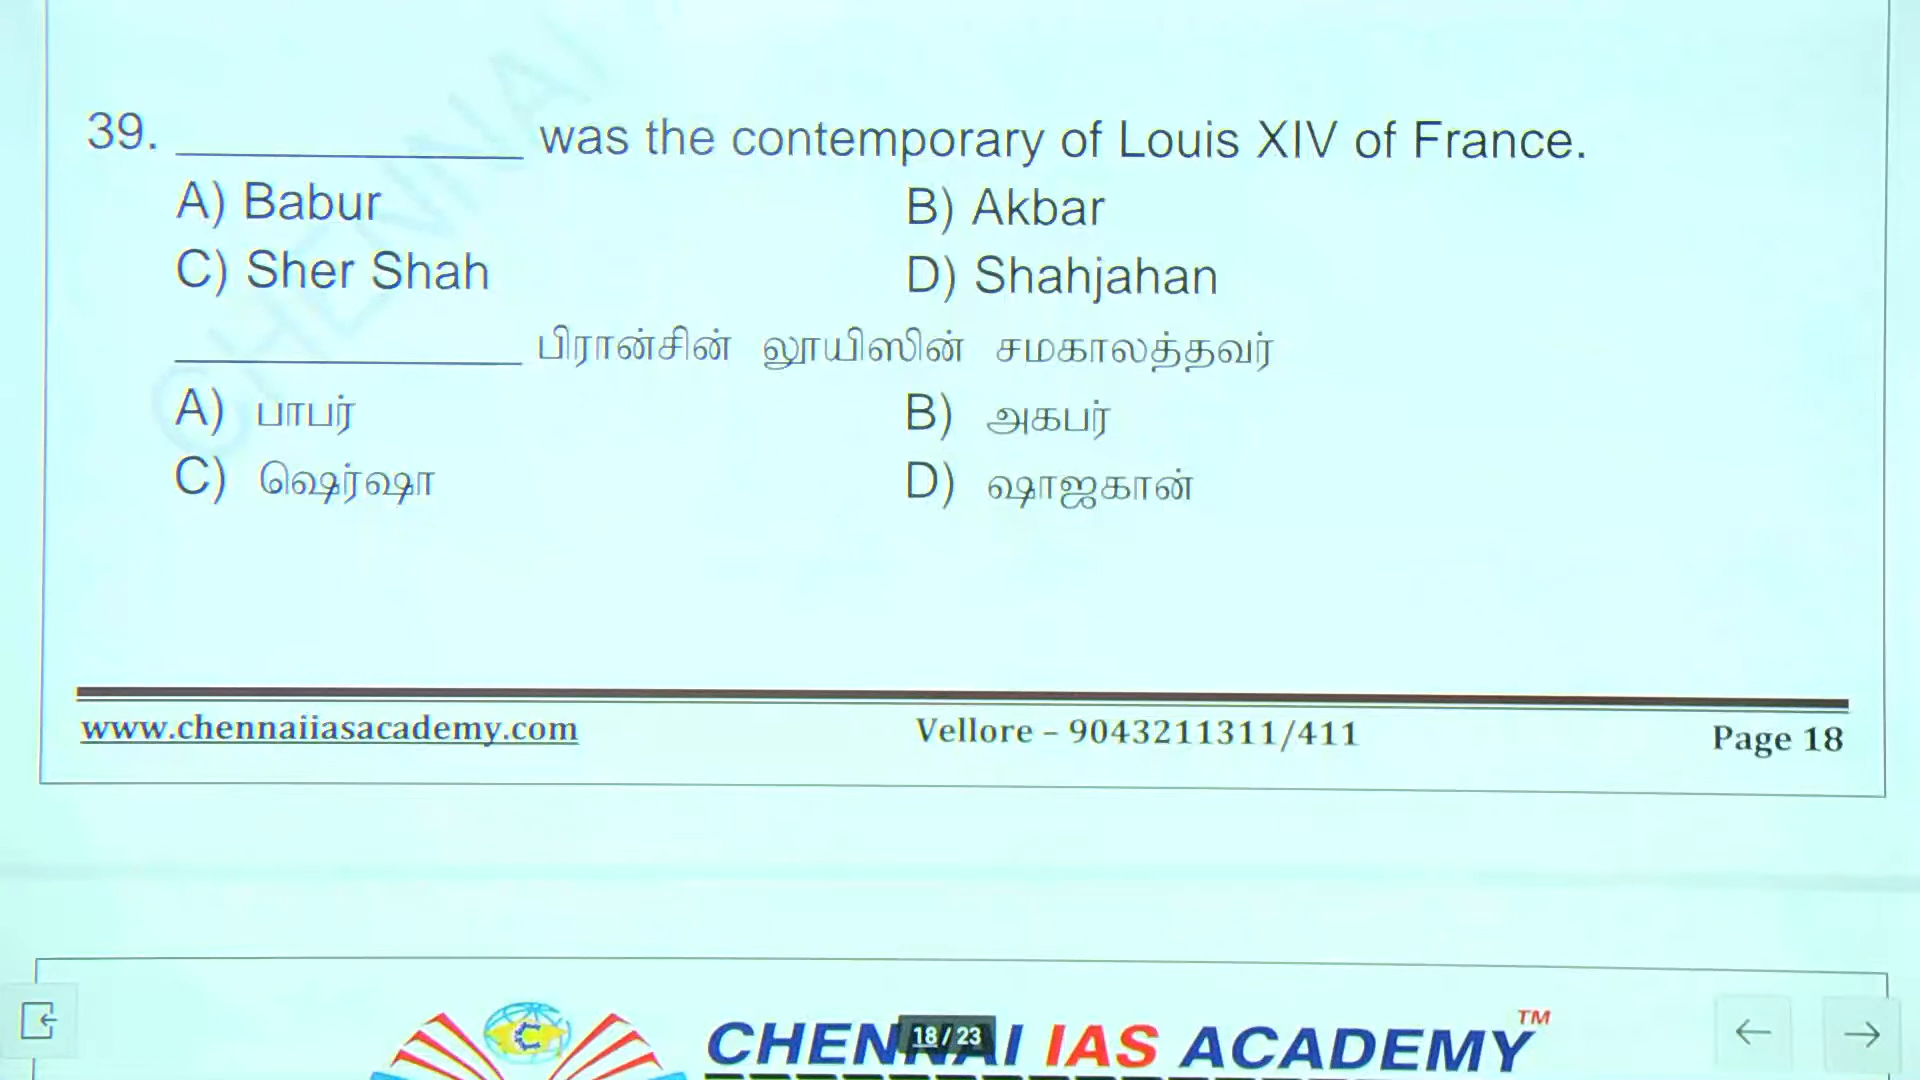 39. ______________ was the contemporary of Louis XIV of France.
A) Babur B) Akbar
C) Sher Shah D) Shahjahan
______________ பிரான்சின் லூயிஸின் சமகாலத்தவர்
A) பாபர் B) அகபர்
C) ஷெர்ஷா D) ஷாஜகான்
www.chennaiiasacademy.com Vellore – 9043211311/411 Page 18
CHENNAI IAS ACADEMY TM
18 / 23
CHENNAI